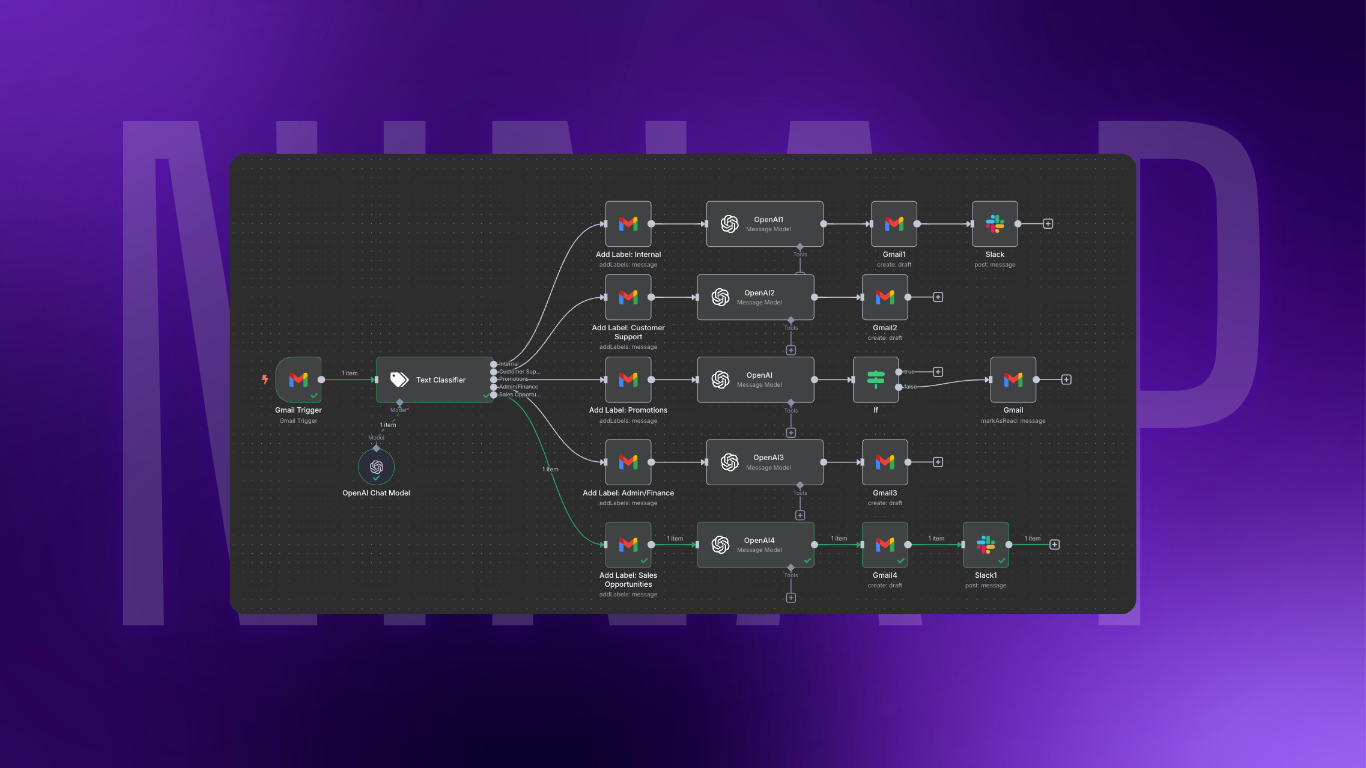 OpenAI1
Message Model
Tools
Add Label: Internal
addLabels: message
Gmail1
create: draft
Slack
post: message
OpenAI2
Message Model
Tools
Add Label: Customer
Support
addLabels: message
Gmail2
create: draft
1 item
Text Classifier
Internal
Customer Sup...
Promotions
Admin/Finance
Sales Opportu...
Model*
1 item
Model
Gmail Trigger
Gmail Trigger
OpenAI Chat Model
OpenAI
Message Model
Tools
true
false
Add Label: Promotions
addLabels: message
If
Gmail
markAsRead: message
1 item
OpenAI3
Message Model
Tools
Add Label: Admin/Finance
addLabels: message
Gmail3
create: draft
1 item
OpenAI4
Message Model
Tools
1 item
1 item
1 item
Add Label: Sales
Opportunities
addLabels: message
Gmail4
create: draft
Slack1
post: message